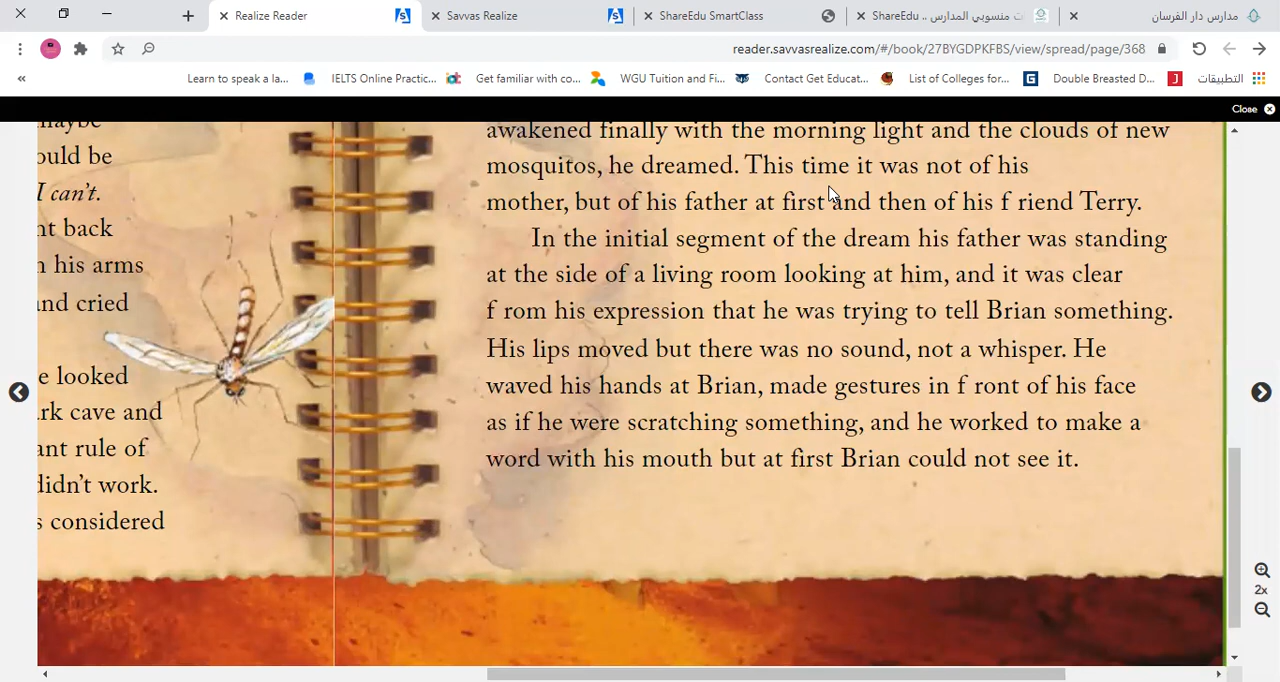 Realize Reader
Savvas Realize
ShareEdu SmartClass
ShareEdu .. ت منسوبي المدارس
مدارس دار الفرسان
reader.savvasrealize.com/#/book/27BYGDPKFBS/view/spread/page/368
«
Learn to speak a la...
IELTS Online Practic...
Get familiar with co...
WGU Tuition and Fi...
Contact Get Educat...
List of Colleges for...
Double Breasted D...
التطبيقات
Close
maybe
ould be
I can't.
nt back
n his arms
and cried
e looked
ark cave and
ant rule of
didn't work.
s considered
awakened finally with the morning light and the clouds of new
mosquitos, he dreamed. This time it was not of his
mother, but of his father at first and then of his f riend Terry.
In the initial segment of the dream his father was standing
at the side of a living room looking at him, and it was clear
f rom his expression that he was trying to tell Brian something.
His lips moved but there was no sound, not a whisper. He
waved his hands at Brian, made gestures in f ront of his face
as if he were scratching something, and he worked to make a
word with his mouth but at first Brian could not see it.
2x